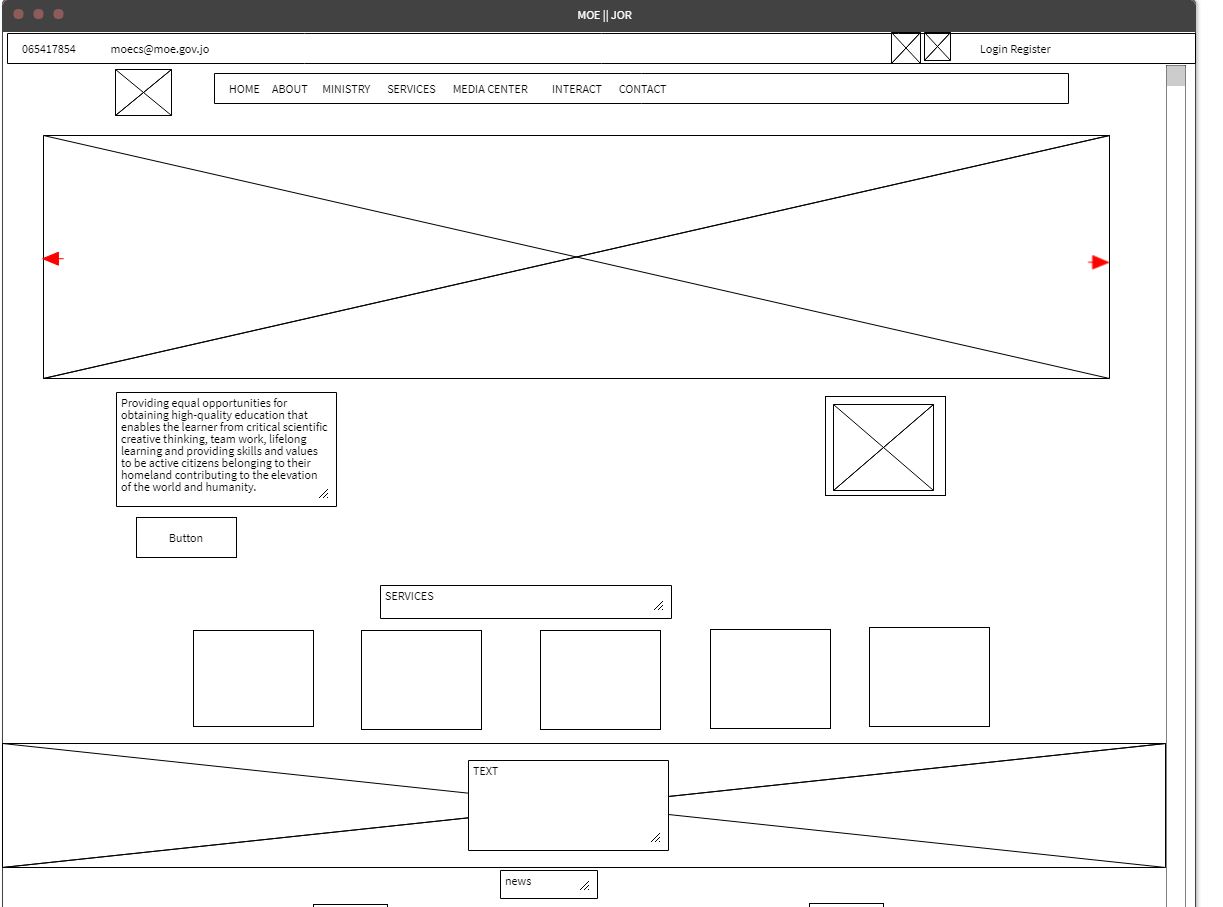 MOE || JOR
065417854 moecs@moe.gov.jo Login Register
HOME ABOUT MINISTRY SERVICES MEDIA CENTER INTERACT CONTACT
Providing equal opportunities for
obtaining high-quality education that
enables the learner from critical scientific
creative thinking, team work, lifelong
learning and providing skills and values
to be active citizens belonging to their
homeland contributing to the elevation
of the world and humanity.
Button
SERVICES
TEXT
news